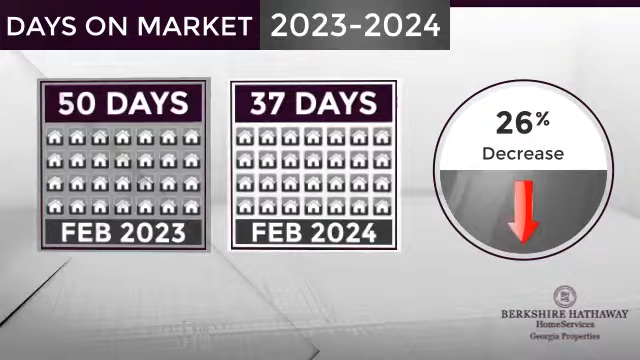 DAYS ON MARKET 2023-2024
50 DAYS
FEB 2023
37 DAYS
FEB 2024
26%
Decrease
BERKSHIRE HATHAWAY
HomeServices
Georgia Properties